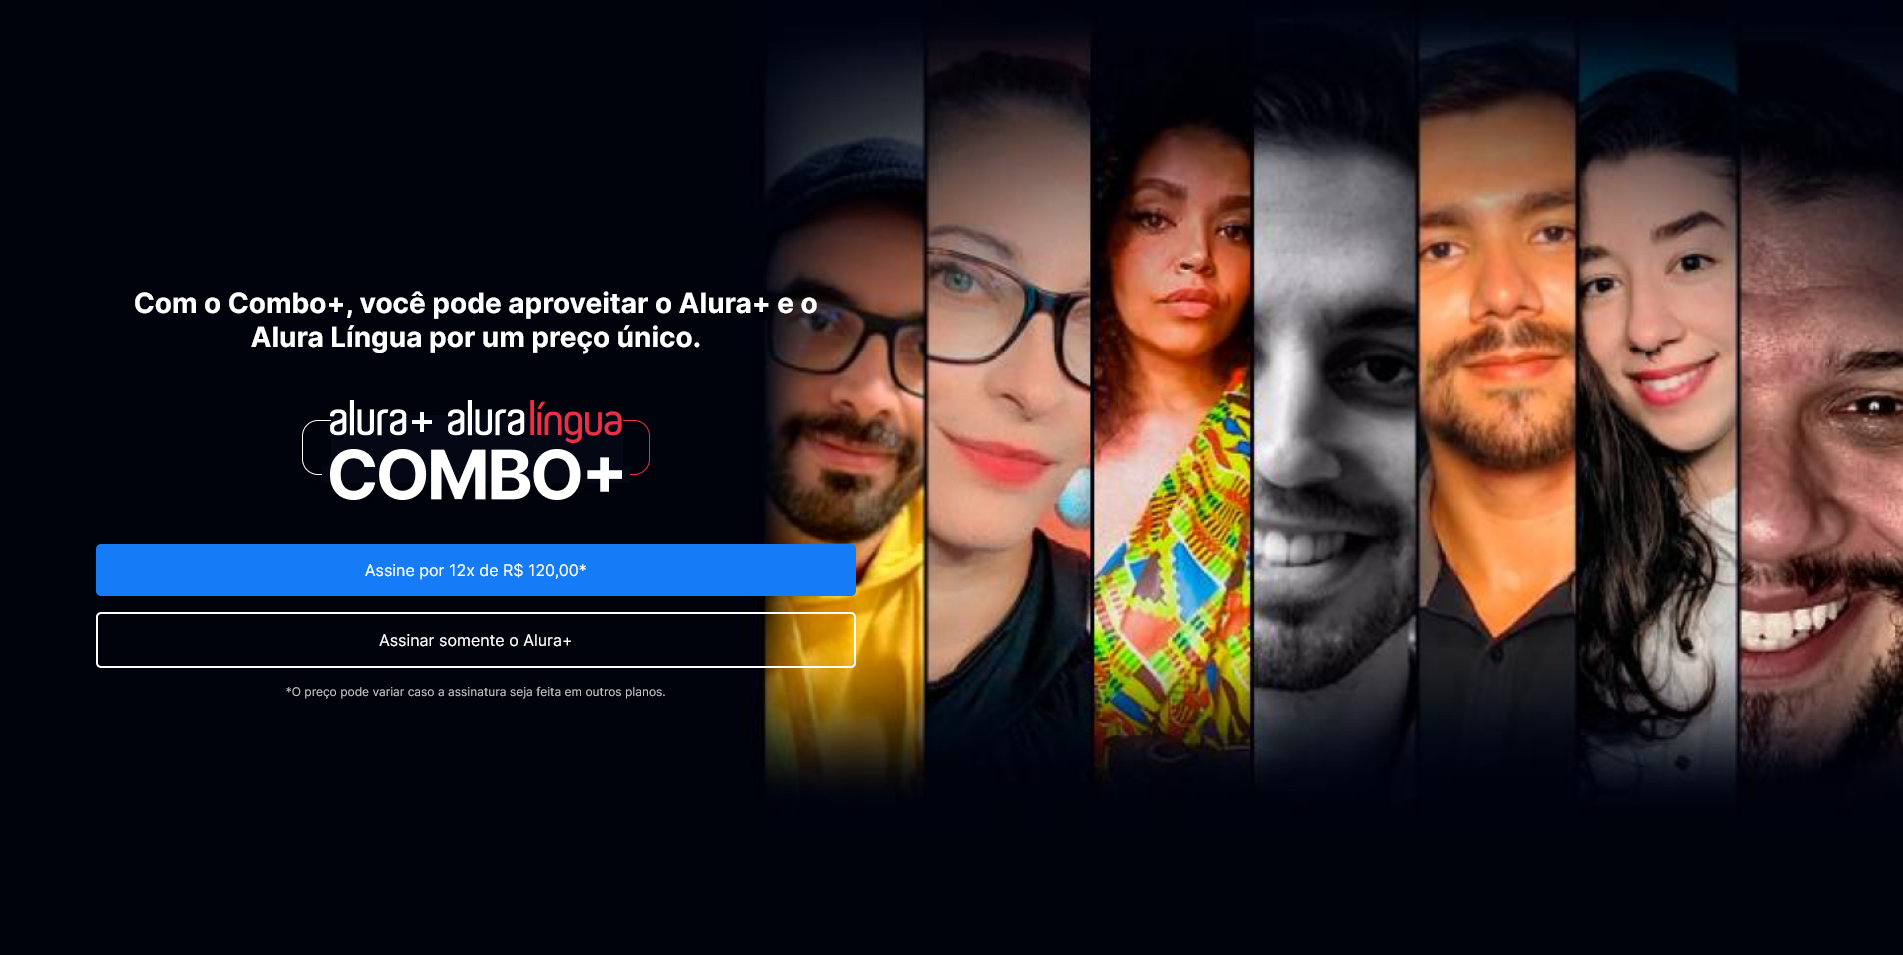 Com o Combo+, você pode aproveitar o Alura+ e o
Alura Língua por um preço único.
alura+ aluralíngua
COMBO+
Assine por 12x de R$ 120,00*
Assinar somente o Alura+
*O preço pode variar caso a assinatura seja feita em outros planos.